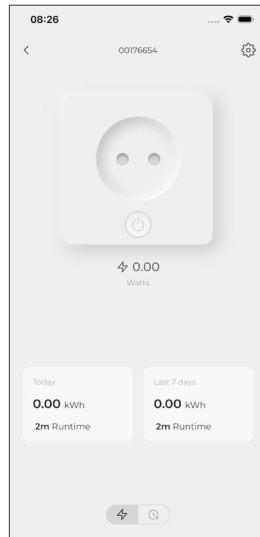 08:26
00176654
0.00
Watts
Today
Last 7 days
0.00 kWh
0.00 kWh
2m Runtime
2m Runtime